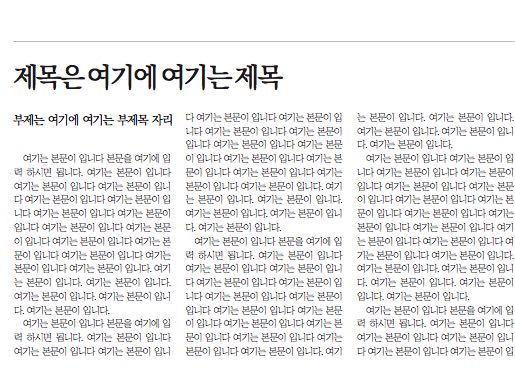 제목은 여기에 여기는 제목
부제는 여기에 여기는 부제목 자리
여기는 본문이 입니다 본문을 여기에 입
력 하시면 됩니다. 여기는 본문이 입니다
여기는 본문이 입니다 여기는 본문이 입니
다 여기는 본문이 입니다 여기는 본문이 입
니다 여기는 본문이 입니다 여기는 본문이
입니다 여기는 본문이 입니다 여기는 본문
이 입니다 여기는 본문이 입니다 여기는 본
문이 입니다 여기는 본문이 입니다 여기는
본문이 입니다 여기는 본문이 입니다. 여기
는 본문이 입니다. 여기는 본문이 입니다.
여기는 본문이 입니다. 여기는 본문이 입니
다. 여기는 본문이 입니다.
여기는 본문이 입니다 본문을 여기에 입
력 하시면 됩니다. 여기는 본문이 입니다
여기는 본문이 입니다 여기는 본문이 입니
다 여기는 본문이 입니다 여기는 본문이 입
니다 여기는 본문이 입니다 여기는 본문이
입니다 여기는 본문이 입니다 여기는 본문
이 입니다 여기는 본문이 입니다 여기는 본
문이 입니다 여기는 본문이 입니다 여기는
본문이 입니다 여기는 본문이 입니다. 여기
는 본문이 입니다. 여기는 본문이 입니다.
여기는 본문이 입니다. 여기는 본문이 입니
다. 여기는 본문이 입니다.
여기는 본문이 입니다 본문을 여기에 입
력 하시면 됩니다. 여기는 본문이 입니다
여기는 본문이 입니다 여기는 본문이 입니
다 여기는 본문이 입니다 여기는 본문이 입
니다 여기는 본문이 입니다 여기는 본문이
입니다 여기는 본문이 입니다 여기는 본문
이 입니다 여기는 본문이 입니다 여기는 본
문이 입니다 여기는 본문이 입니다 여기는
본문이 입니다 여기는 본문이 입니다. 여기
는 본문이 입니다. 여기는 본문이 입니다.
여기는 본문이 입니다. 여기는 본문이 입니
다. 여기는 본문이 입니다.
여기는 본문이 입니다 본문을 여기에 입
력 하시면 됩니다. 여기는 본문이 입니다
여기는 본문이 입니다 여기는 본문이 입니
다 여기는 본문이 입니다 여기는 본문이 입
니다 여기는 본문이 입니다 여기는 본문이
입니다 여기는 본문이 입니다 여기는 본문
이 입니다 여기는 본문이 입니다 여기는 본
문이 입니다 여기는 본문이 입니다 여기
는 본문이 입니다 여기는 본문이 입니다 여
기는 본문이 입니다. 여기는 본문이 입니다.
여기는 본문이 입니다. 여기는 본문이 입니
다. 여기는 본문이 입니다.
여기는 본문이 입니다 본문을 여기에 입
력 하시면 됩니다. 여기는 본문이 입니다
여기는 본문이 입니다 여기는 본문이 입니
다 여기는 본문이 입니다 여기는 본문이 입